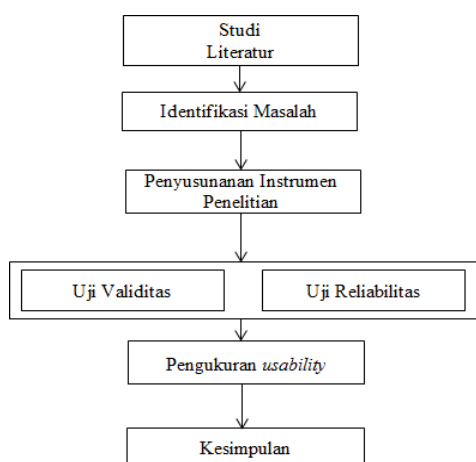 Studi
Literatur
Identifikasi Masalah
Penyusunanan Instrumen
Penelitian
Uji Validitas
Uji Reliabilitas
Pengukuran usability
Kesimpulan